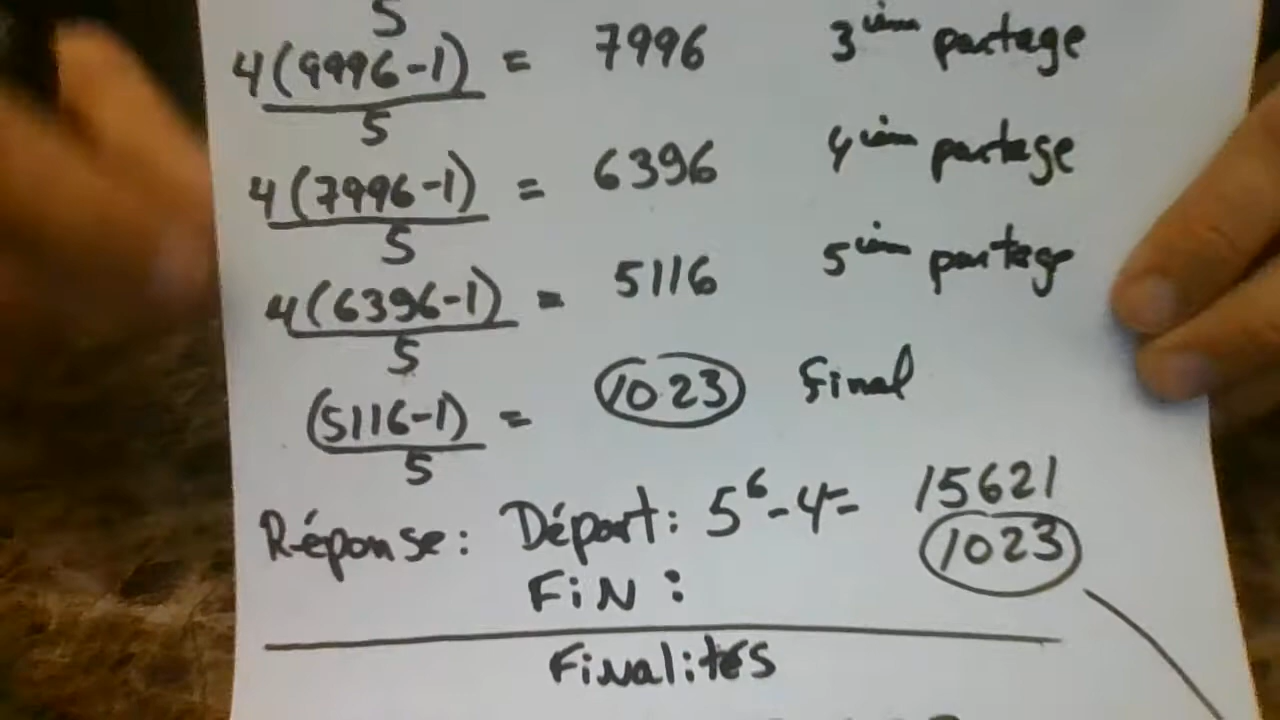 5
4(9996-1) = 7996 3ième partage
5
4(7996-1) = 6396 4ième partage
5
4(6396-1) = 5116 5ième partage
5
(5116-1) = 1023 Final
5
Réponse: Départ: 5⁶-4= 15621
FiN: 1023
Finalités